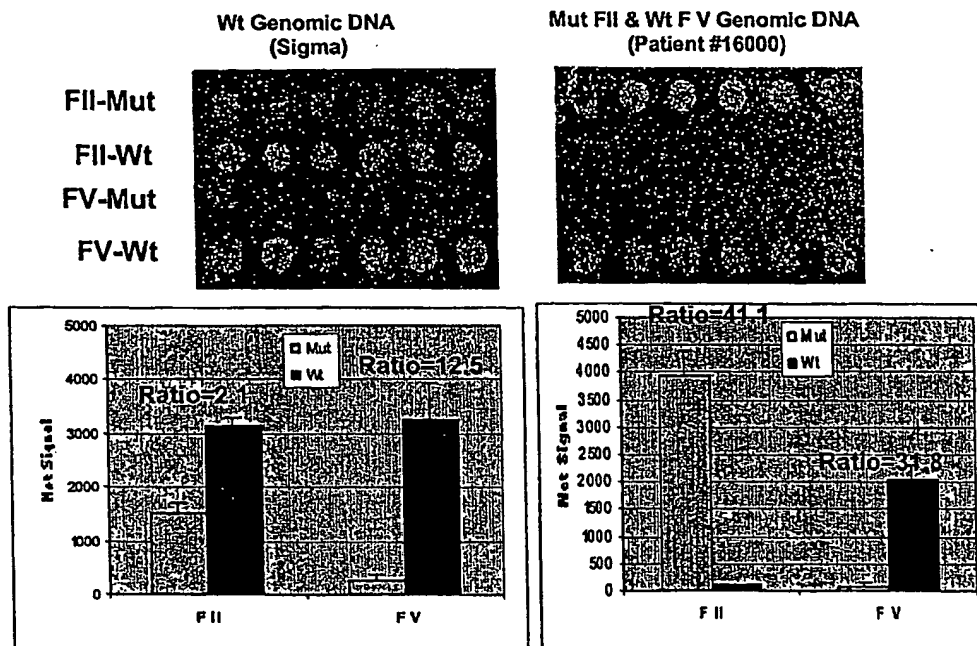 Wt Genomic DNA
(Sigma)
Mut FII & Wt F V Genomic DNA
(Patient #16000)
FII-Mut
FII-Wt
FV-Mut
FV-Wt
5000
4000
3000
2000
1000
0
Net Signal
Mut
Wt
Ratio=2.1
Ratio=12.5
F II
F V
5000
4500
4000
3500
3000
2500
2000
1500
1000
500
0
Net Signal
Ratio=41.1
Mut
Wt
Ratio=31.8
F II
F V